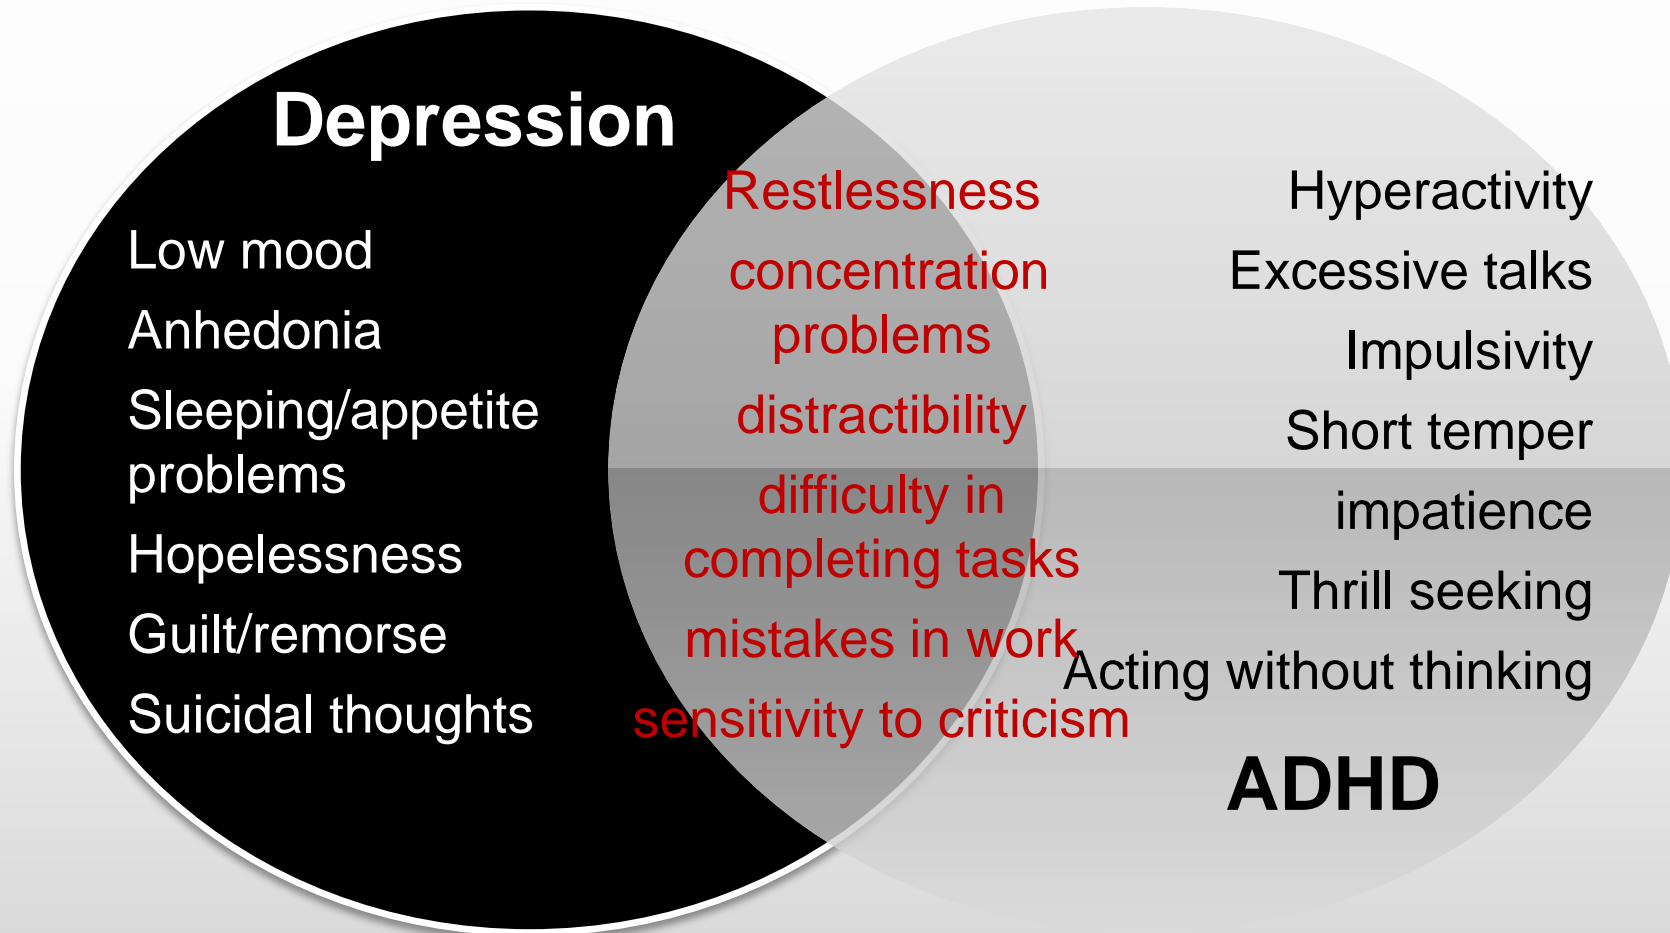 Depression
Low mood
Anhedonia
Sleeping/appetite
problems
Hopelessness
Guilt/remorse
Suicidal thoughts
Restlessness
concentration
problems
distractibility
difficulty in
completing tasks
mistakes in work
sensitivity to criticism
Hyperactivity
Excessive talks
Impulsivity
Short temper
impatience
Thrill seeking
Acting without thinking
ADHD